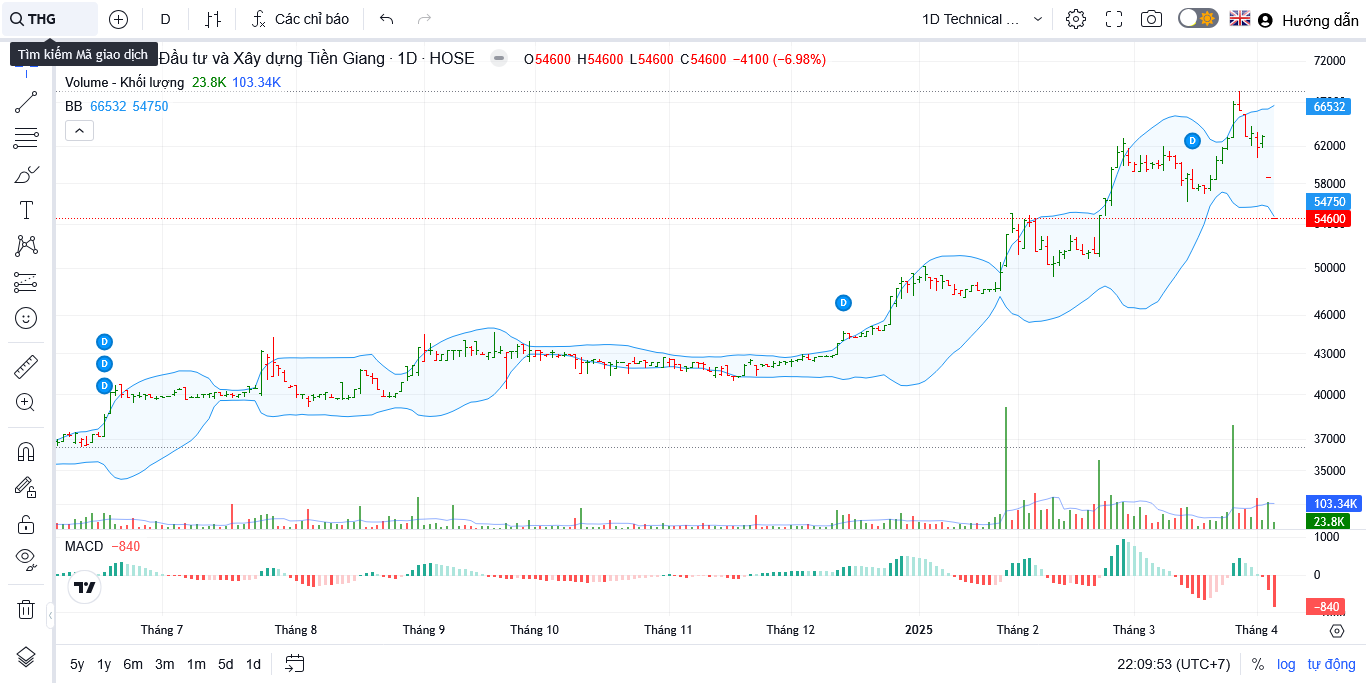 THG
D
Các chỉ báo
1D Technical ...
Hướng dẫn
Tìm kiếm Mã giao dịch
Đầu tư và Xây dựng Tiền Giang · 1D · HOSE
O54600 H54600 L54600 C54600 −4100 (−6.98%)
Volume - Khối lượng 23.8K 103.34K
BB 66532 54750
72000
66532
62000
58000
54750
54600
50000
46000
43000
40000
37000
35000
D
D
D
D
D
103.34K
23.8K
MACD −840
1000
0
−840
Tháng 7 Tháng 8 Tháng 9 Tháng 10 Tháng 11 Tháng 12 2025 Tháng 2 Tháng 3 Tháng 4
5y 1y 6m 3m 1m 5d 1d
22:09:53 (UTC+7) % log tự động